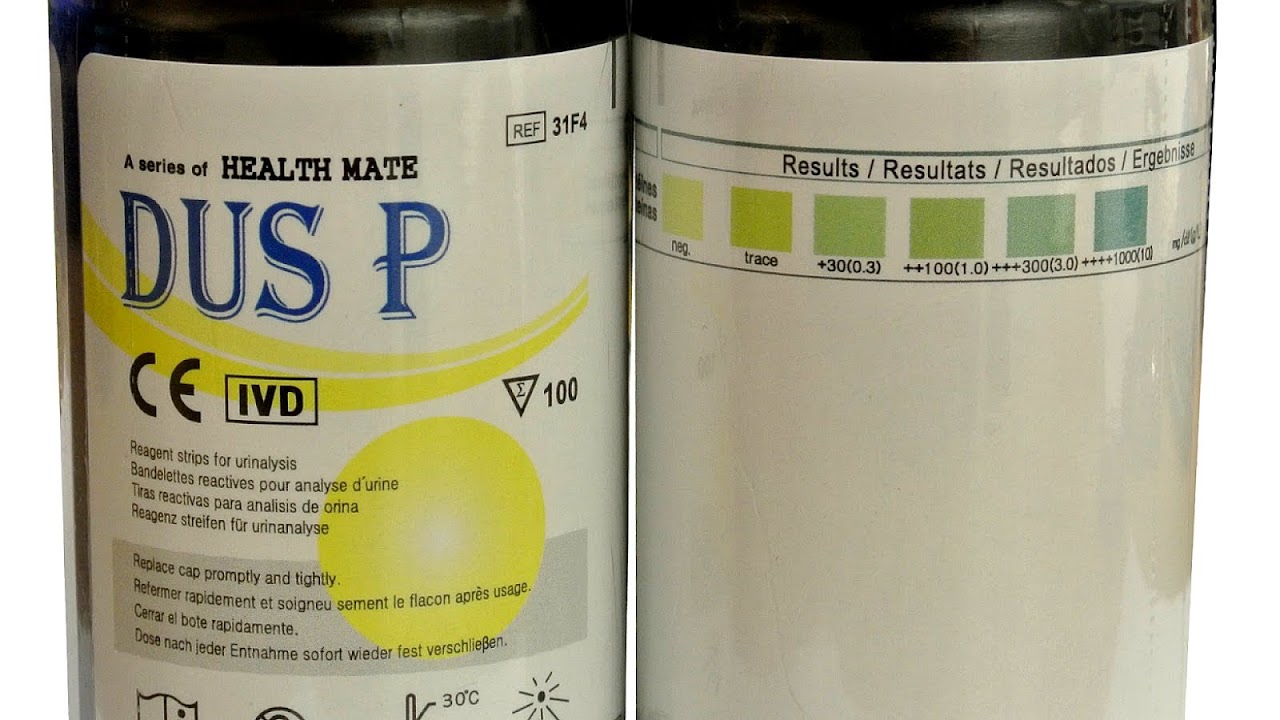 REF 31F4
A series of HEALTH MATE
DUS P
CE IVD
Σ 100
Reagent strips for urinalysis
Bandelettes reactives pour analyse d´urine
Tiras reactivas para analisis de orina
Reagenz streifen für urinanalyse
Replace cap promptly and tightly.
Refermer rapidement et soigneu sement le flacon après usage.
Cerrar el bote rapidamente.
Dose nach jeder Entnahme sofort wieder fest verschließen.
30°C
Results / Resultats / Resultados / Ergebnisse
neg. trace +30(0.3) ++100(1.0) +++300(3.0) ++++1000(10) mg/dl(g/L)